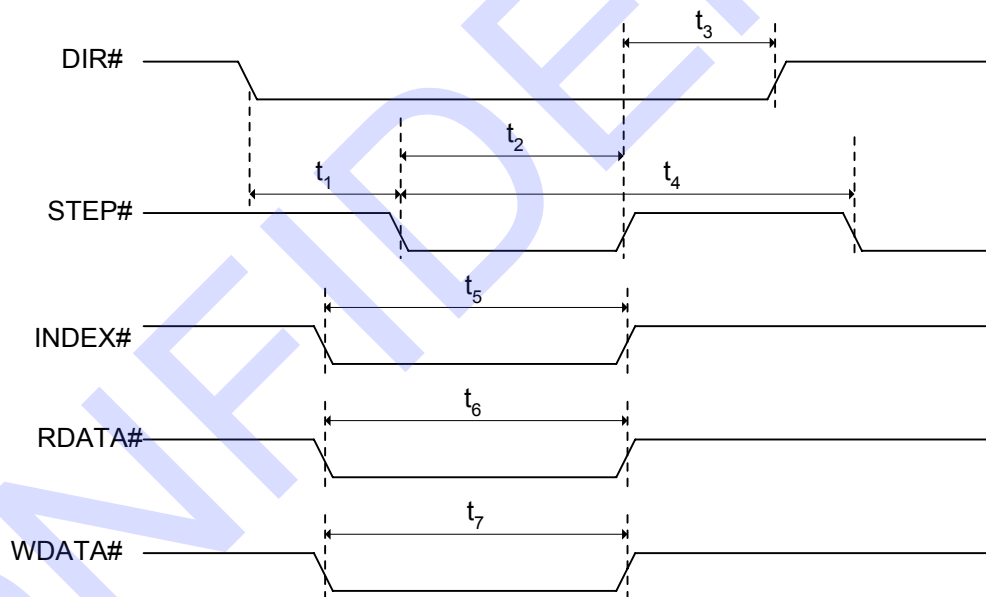 t3
DIR#
t2
t1
t4
STEP#
t5
INDEX#
t6
RDATA#
t7
WDATA#